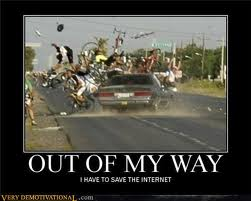 OUT OF MY WAY
I HAVE TO SAVE THE INTERNET
VERY DEMOTIVATIONAL.com